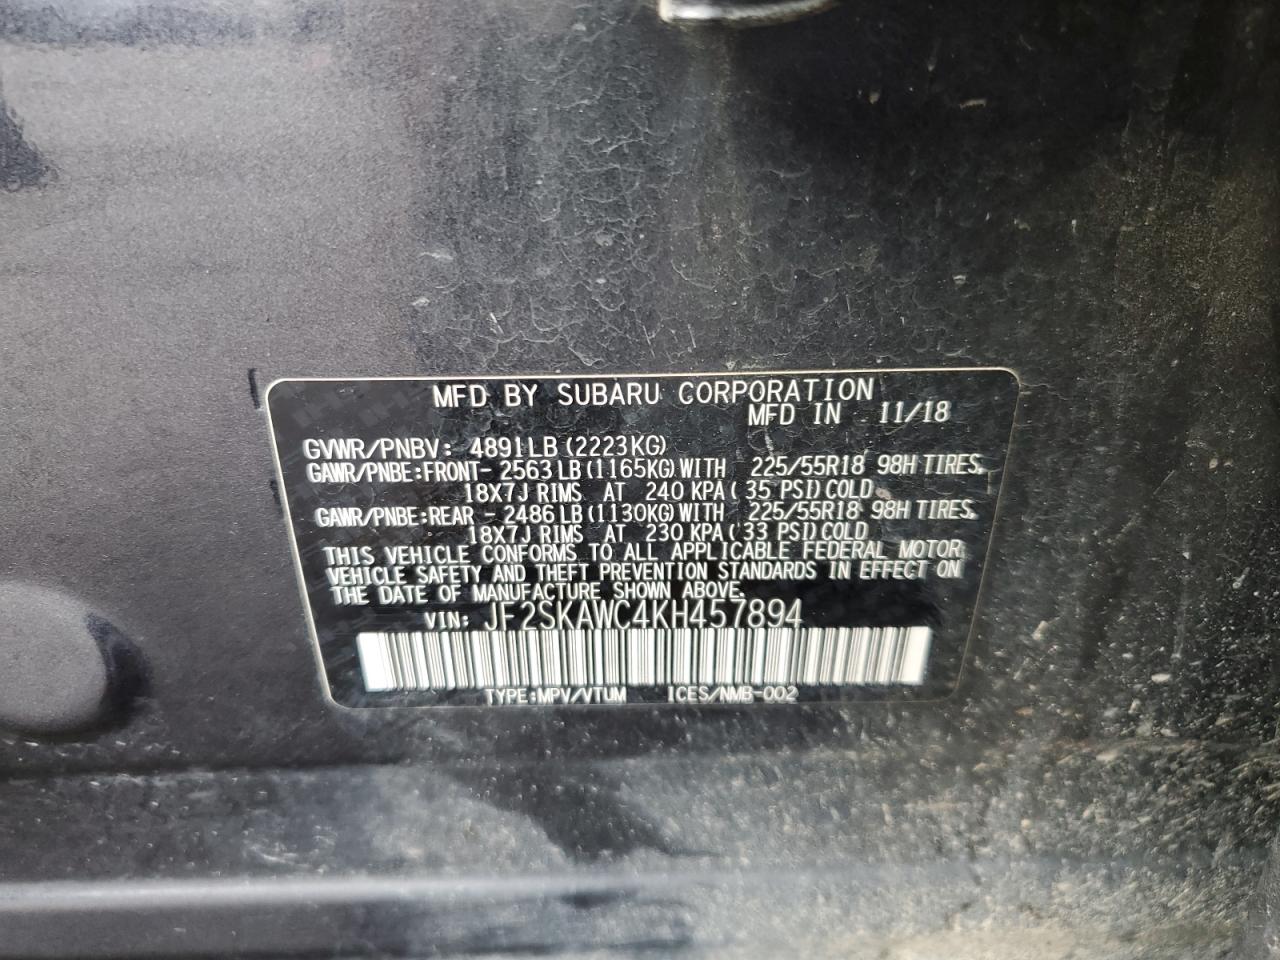 MFD BY SUBARU CORPORATION
MFD IN 11/18
GVWR/PNBV: 4891LB (2223KG)
GAWR/PNBE:FRONT- 2563LB (1165KG) WITH 225/55R18 98H TIRES,
18X7J RIMS AT 240 KPA ( 35 PSI) COLD
GAWR/PNBE:REAR - 2486LB (1130KG) WITH 225/55R18 98H TIRES,
18X7J RIMS AT 230 KPA ( 33 PSI) COLD
THIS VEHICLE CONFORMS TO ALL APPLICABLE FEDERAL MOTOR
VEHICLE SAFETY AND THEFT PREVENTION STANDARDS IN EFFECT ON
THE DATE OF MANUFACTURE SHOWN ABOVE.
VIN: JF2SKAWC4KH457894
TYPE:MPV/VTUM ICES/NMB-002